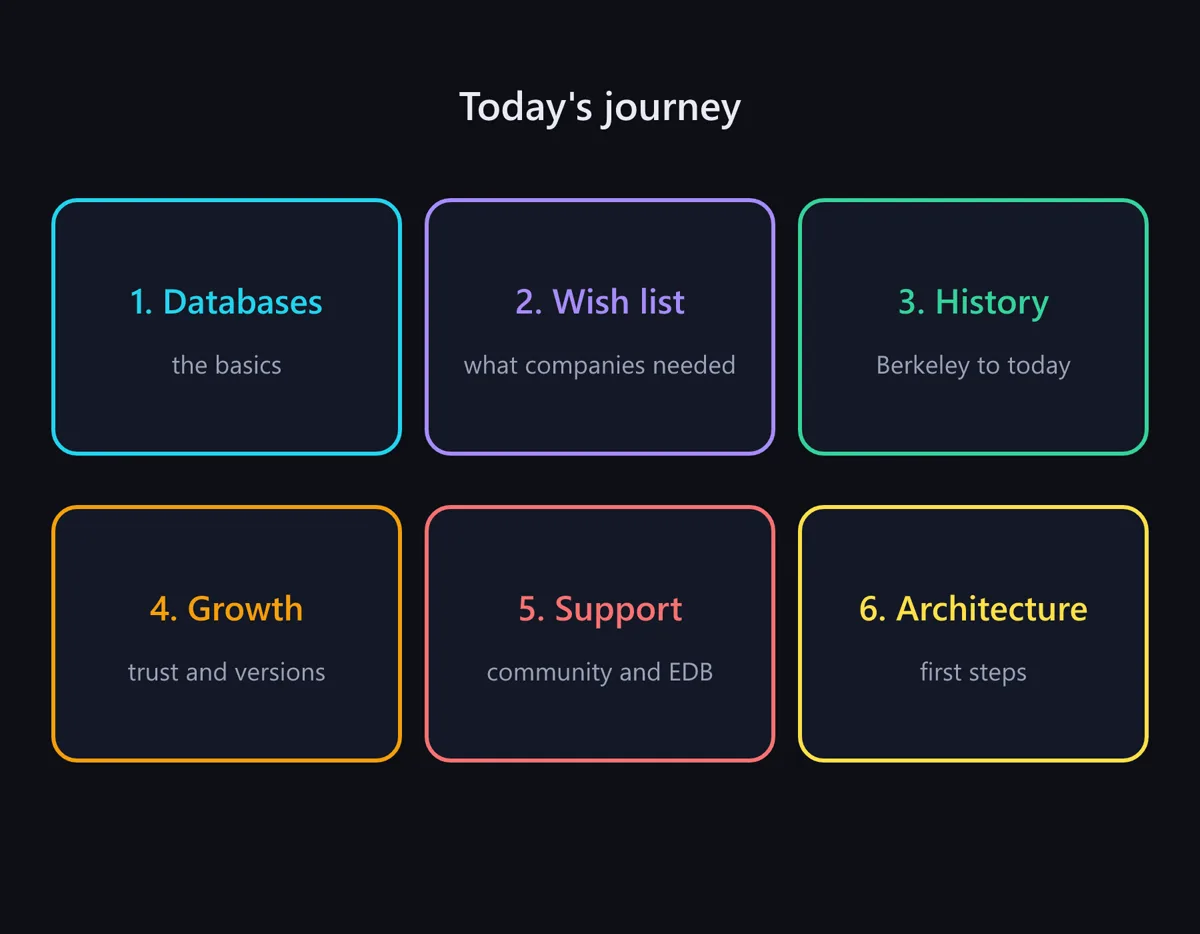 Today's journey
1. Databases
the basics
2. Wish list
what companies needed
3. History
Berkeley to today
4. Growth
trust and versions
5. Support
community and EDB
6. Architecture
first steps